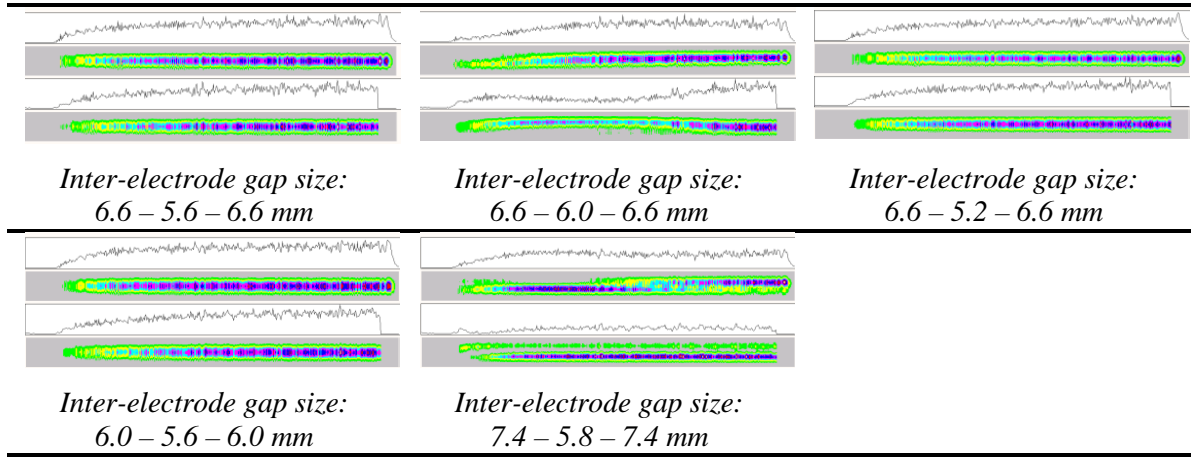 Inter-electrode gap size:
6.6 – 5.6 – 6.6 mm
Inter-electrode gap size:
6.6 – 6.0 – 6.6 mm
Inter-electrode gap size:
6.6 – 5.2 – 6.6 mm
Inter-electrode gap size:
6.0 – 5.6 – 6.0 mm
Inter-electrode gap size:
7.4 – 5.8 – 7.4 mm